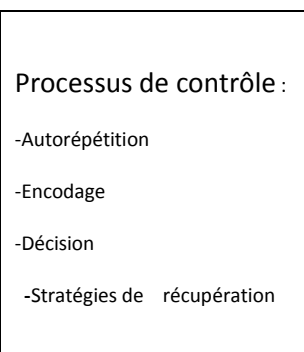 Processus de contrôle :
-Autorépétition
-Encodage
-Décision
-Stratégies de récupération